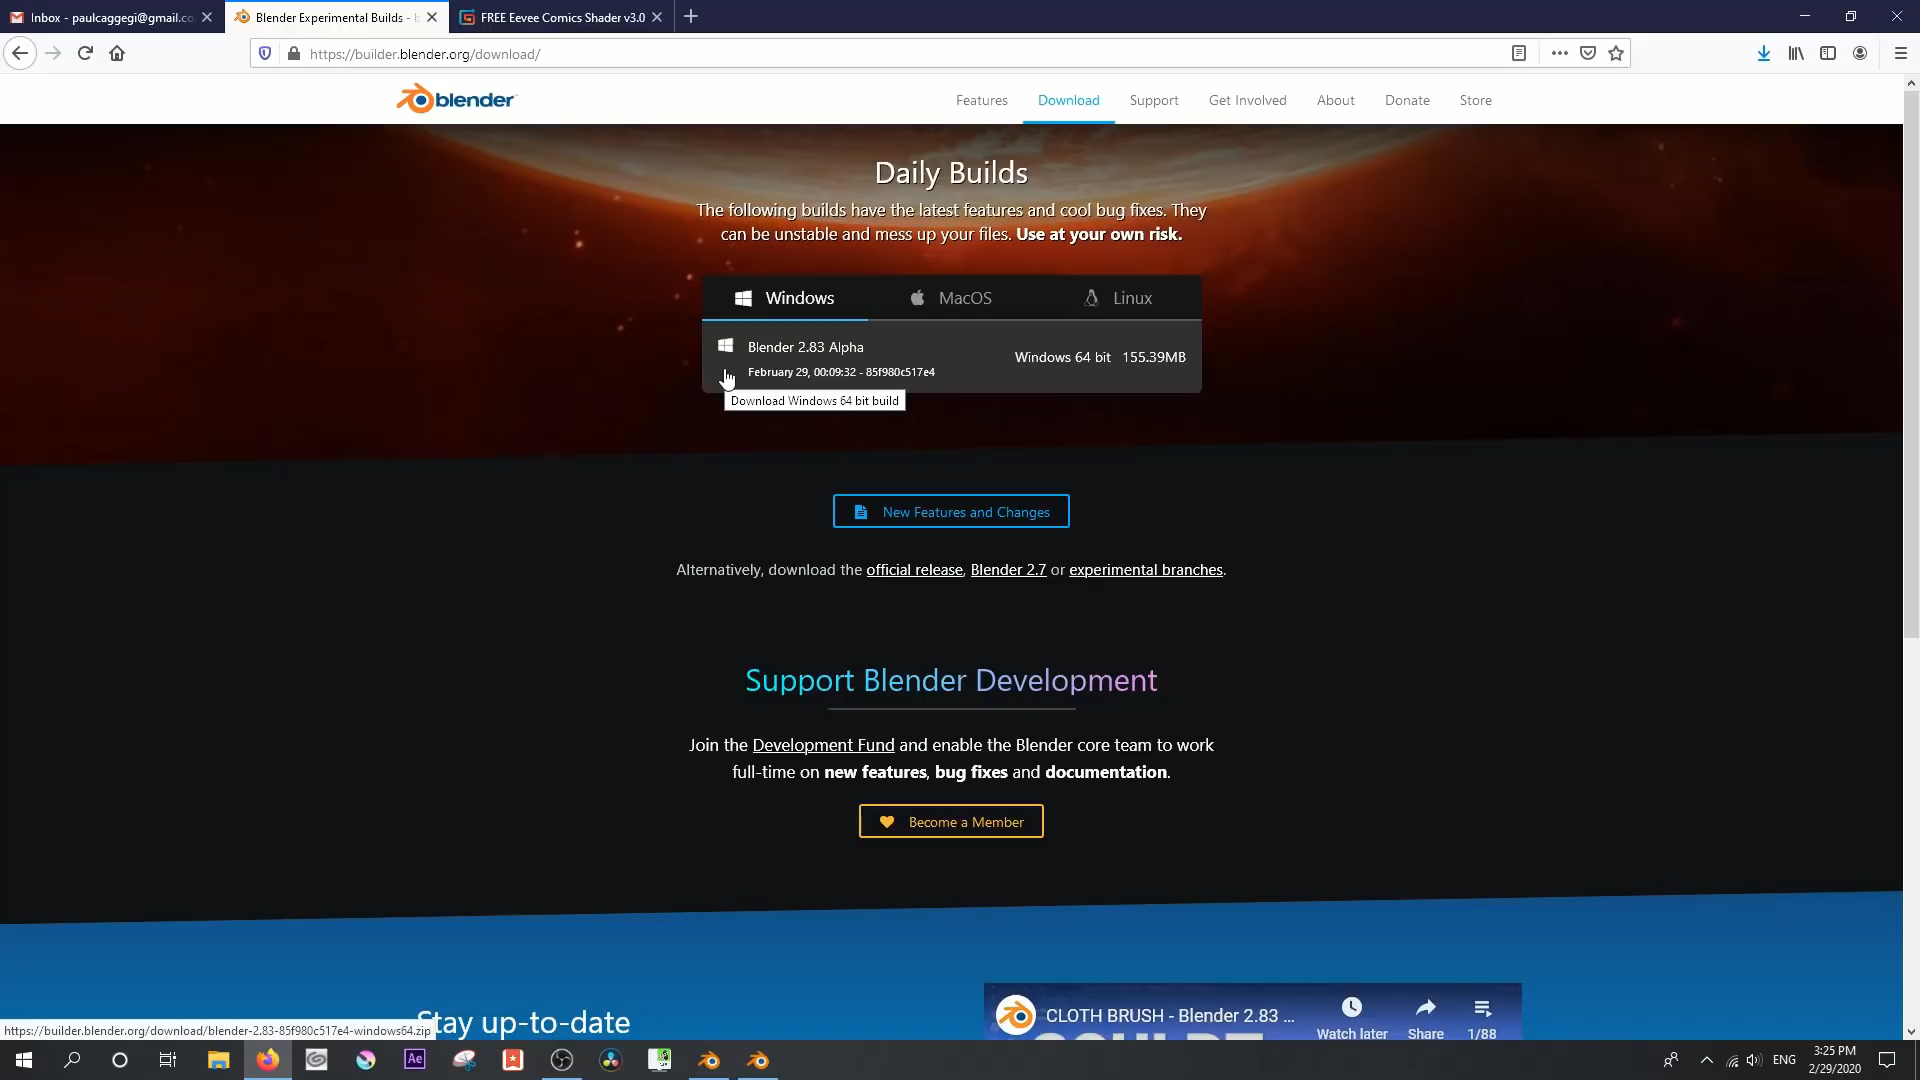 Inbox - paulcaggegi@gmail.co
Blender Experimental Builds - b
FREE Eevee Comics Shader v3.0
https://builder.blender.org/download/
blender
Features
Download
Support
Get Involved
About
Donate
Store
Daily Builds
The following builds have the latest features and cool bug fixes. They
can be unstable and mess up your files. Use at your own risk.
Windows
MacOS
Linux
Blender 2.83 Alpha
Windows 64 bit 155.39MB
February 29, 00:09:32 - 85f980c517e4
Download Windows 64 bit build
New Features and Changes
Alternatively, download the official release, Blender 2.7 or experimental branches.
Support Blender Development
Join the Development Fund and enable the Blender core team to work
full-time on new features, bug fixes and documentation.
Become a Member
Stay up-to-date
CLOTH BRUSH - Blender 2.83 ...
Watch later
Share
1/88
https://builder.blender.org/download/blender-2.83-85f980c517e4-windows64.zip
Ae
ENG
3:25 PM
2/29/2020